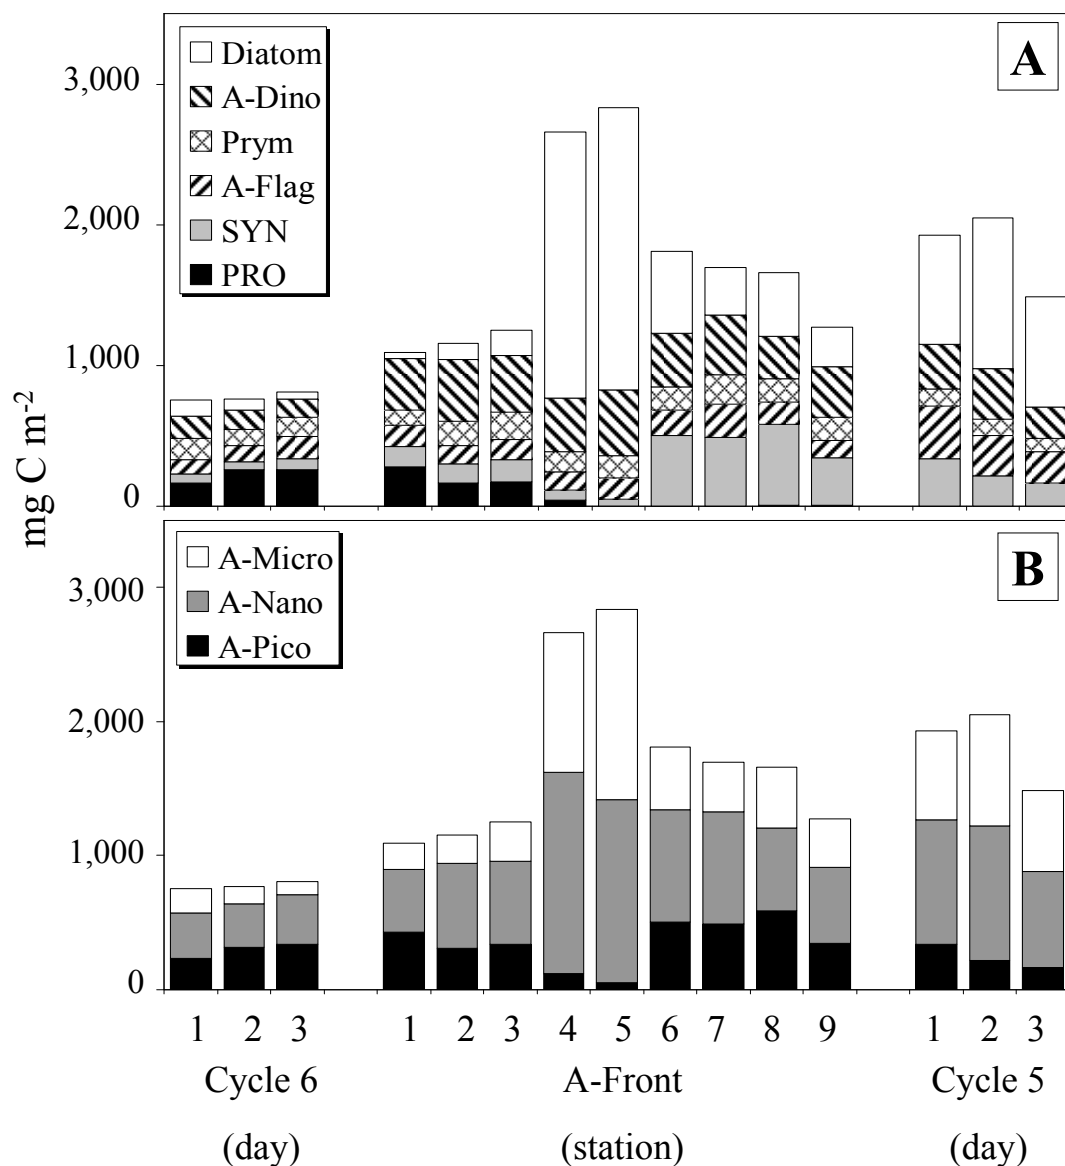 A
Diatom
A-Dino
Prym
A-Flag
SYN
PRO
3,000
2,000
1,000
0
mg C m-2
B
A-Micro
A-Nano
A-Pico
3,000
2,000
1,000
0
1 2 3 1 2 3 4 5 6 7 8 9 1 2 3
Cycle 6 A-Front Cycle 5
(day) (station) (day)